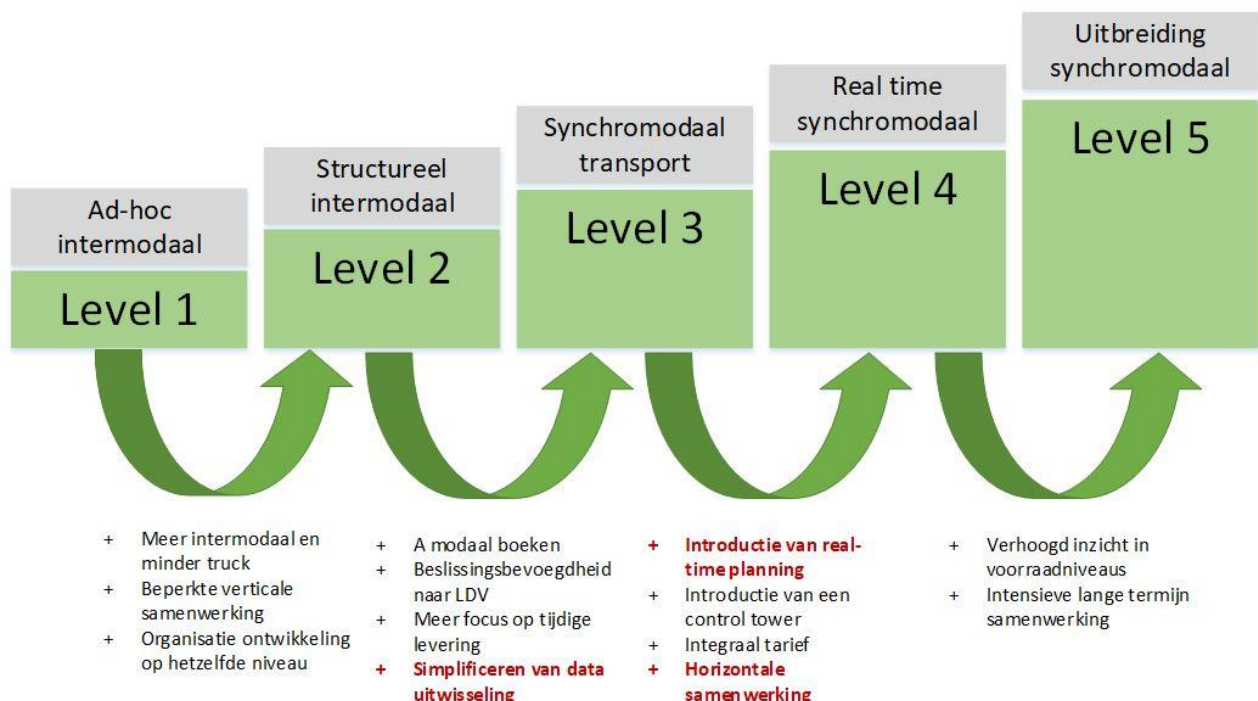 Ad-hoc
intermodaal
Level 1
Structureel
intermodaal
Level 2
Synchromodaal
transport
Level 3
Real time
synchromodaal
Level 4
Uitbreiding
synchromodaal
Level 5
+ Meer intermodaal en
minder truck
+ Beperkte verticale
samenwerking
+ Organisatie ontwikkeling
op hetzelfde niveau
+ A modaal boeken
+ Beslissingsbevoegdheid
naar LDV
+ Meer focus op tijdige
levering
+ Simplificeren van data
uitwisseling
+ Introductie van real-
time planning
+ Introductie van een
control tower
+ Integraal tarief
+ Horizontale
samenwerking
+ Verhoogd inzicht in
voorraadniveaus
+ Intensieve lange termijn
samenwerking